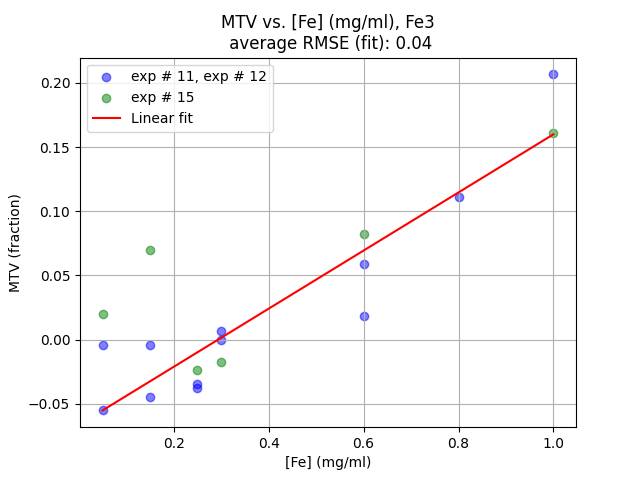 MTV vs. [Fe] (mg/ml), Fe3
average RMSE (fit): 0.04
exp # 11, exp # 12
exp # 15
Linear fit
0.20
0.15
0.10
0.05
0.00
−0.05
MTV (fraction)
0.2 0.4 0.6 0.8 1.0
[Fe] (mg/ml)